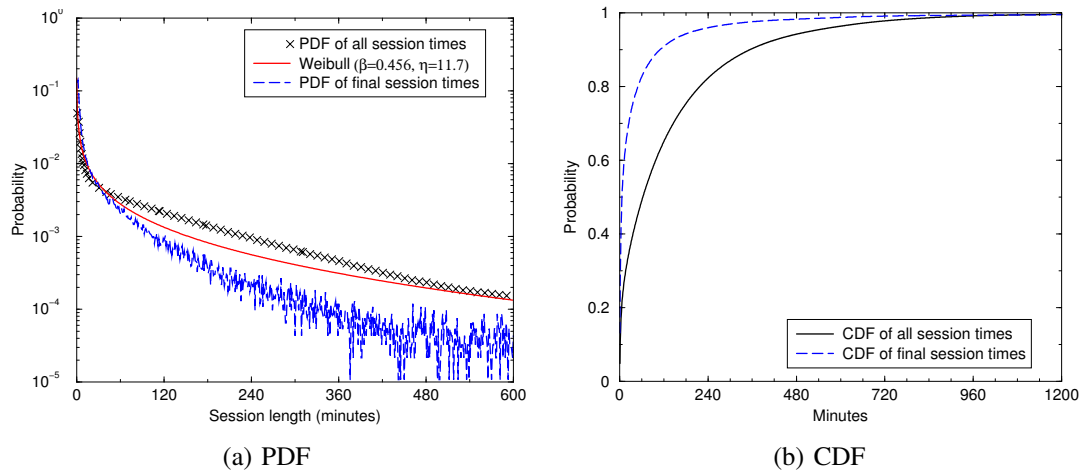 10^0
10^-1
10^-2
10^-3
10^-4
10^-5
Probability
× PDF of all session times
Weibull (β=0.456, η=11.7)
PDF of final session times
0 120 240 360 480 600
Session length (minutes)
(a) PDF
1
0.8
0.6
0.4
0.2
0
Probability
CDF of all session times
CDF of final session times
0 240 480 720 960 1200
Minutes
(b) CDF